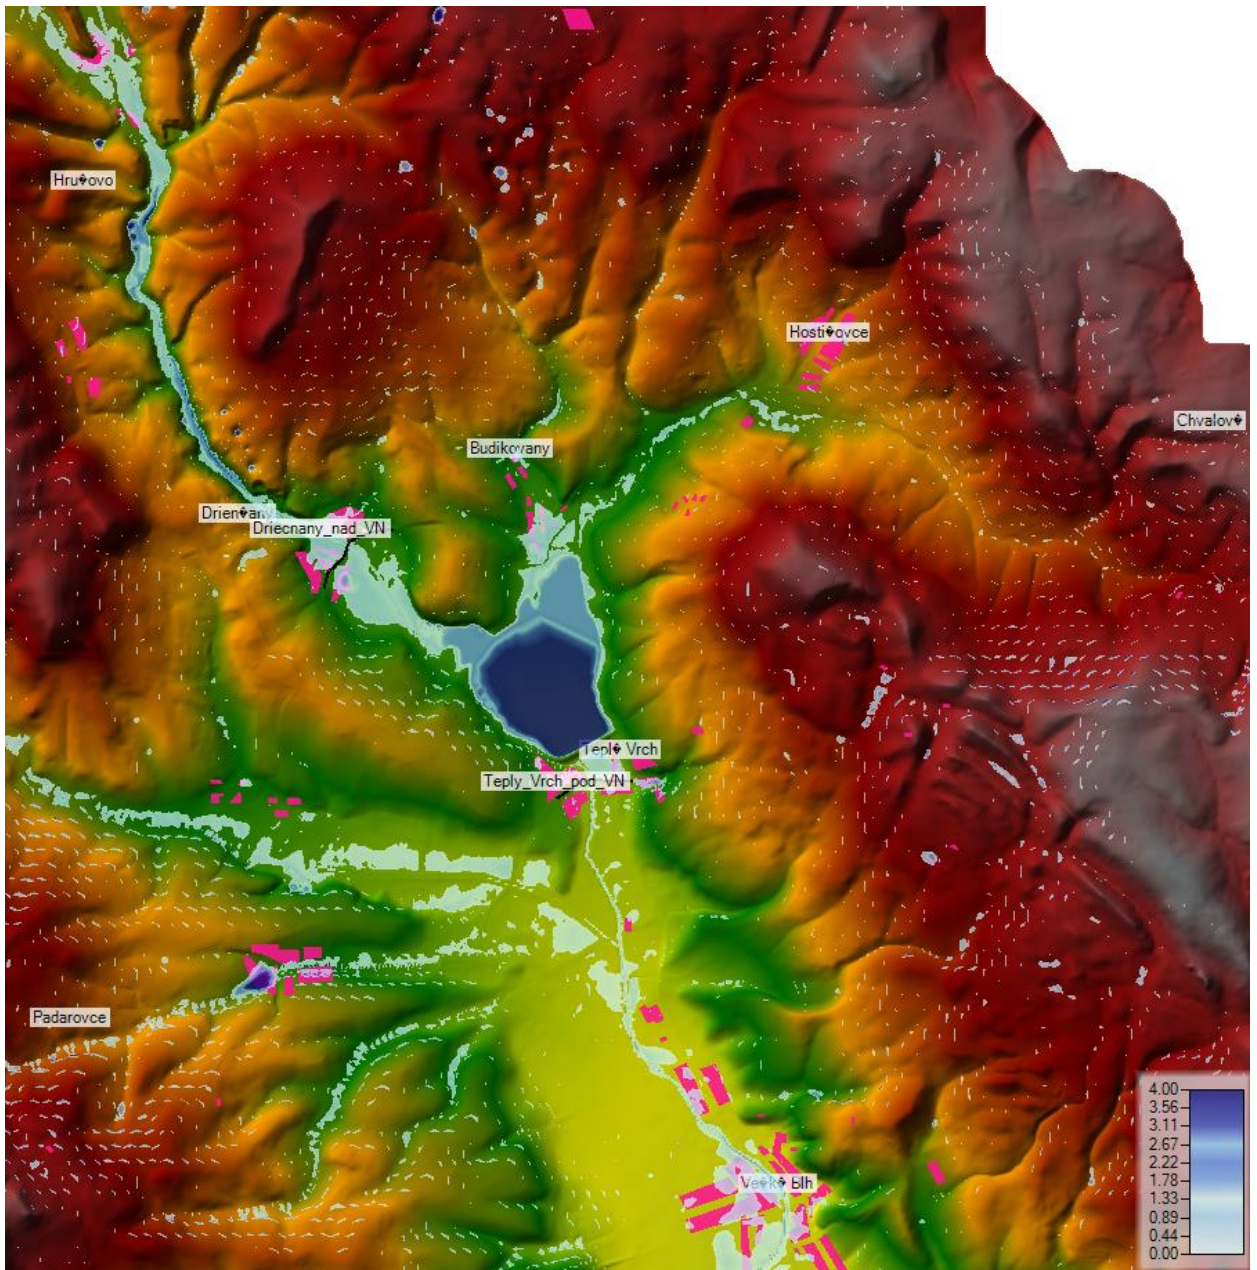 Hru�ovo
Hosti�ovce
Chvalov�
Budikovany
Drien�any
Driecnany_nad_VN
Tepl� Vrch
Teply_Vrch_pod_VN
Padarovce
Ve�k� Blh
4.00
3.56
3.11
2.67
2.22
1.78
1.33
0.89
0.44
0.00